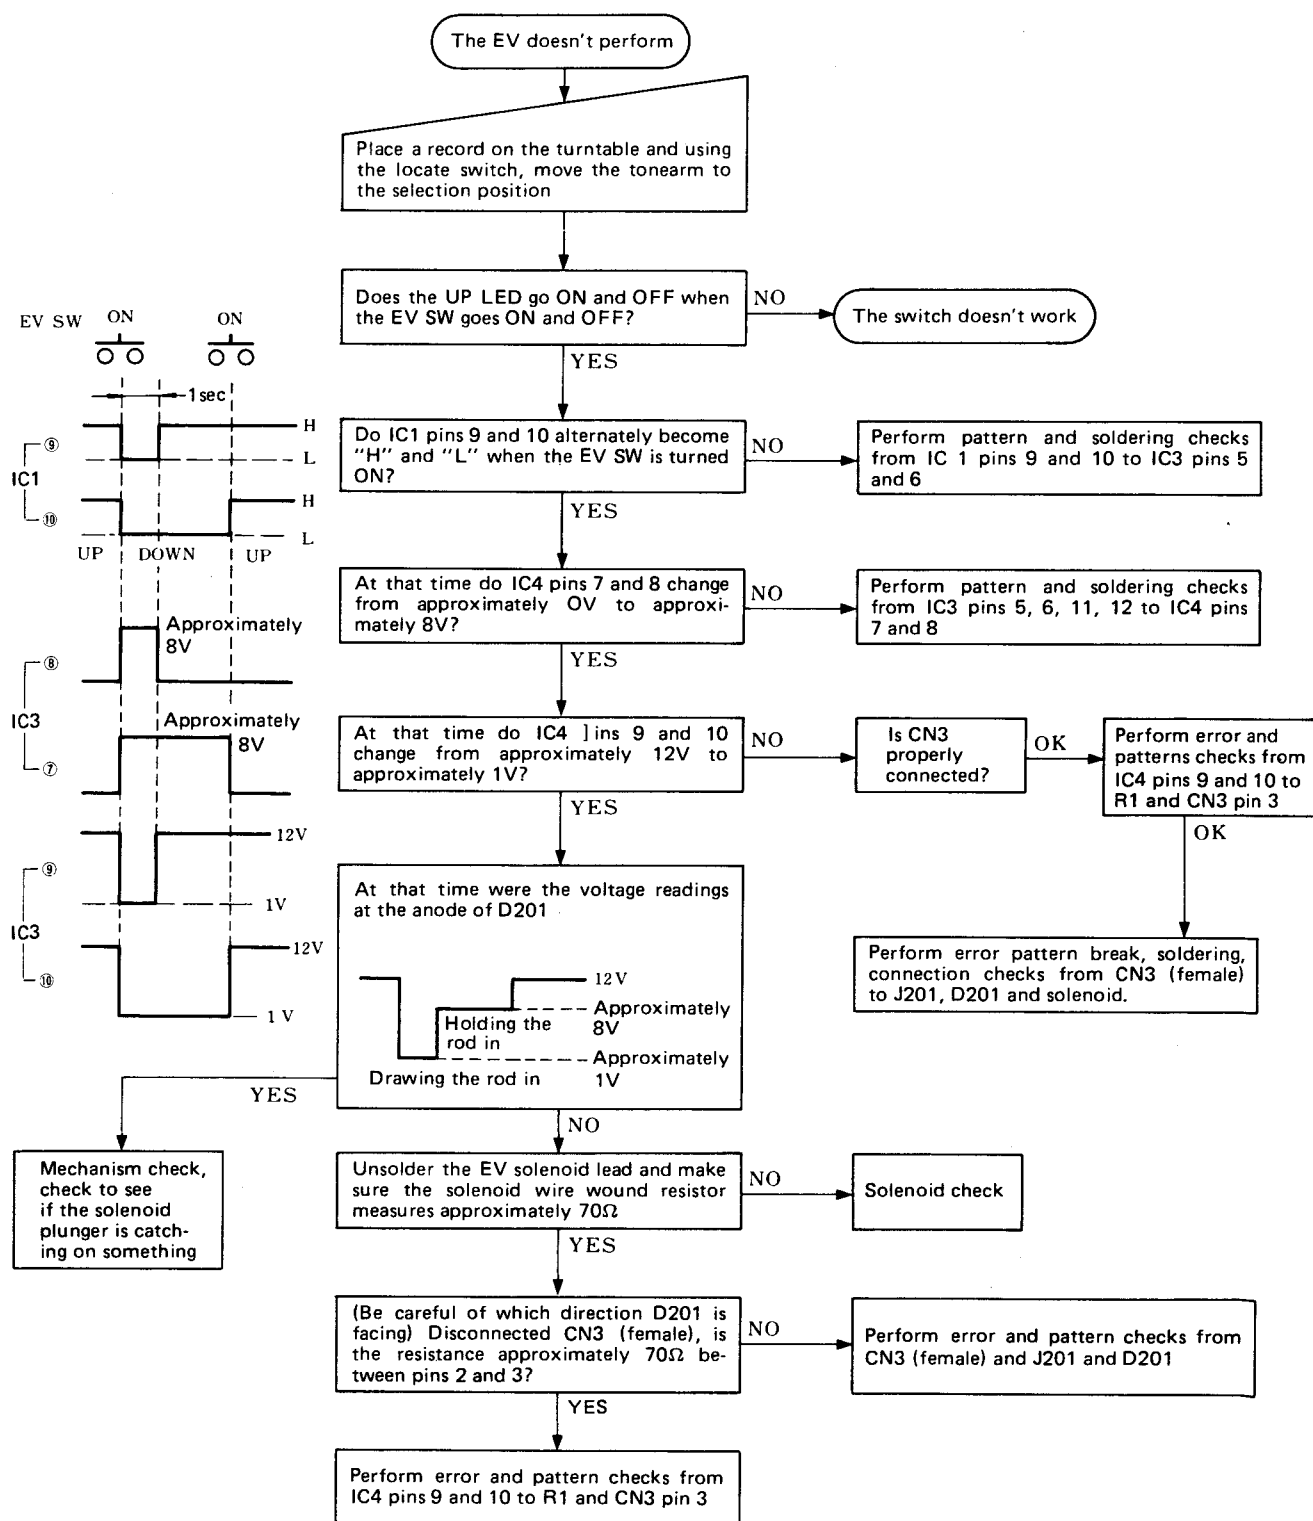 The EV doesn't perform
Place a record on the turntable and using
the locate switch, move the tonearm to
the selection position
Does the UP LED go ON and OFF when
the EV SW goes ON and OFF?
NO
The switch doesn't work
YES
Do IC1 pins 9 and 10 alternately become
"H" and "L" when the EV SW is turned
ON?
NO
Perform pattern and soldering checks
from IC 1 pins 9 and 10 to IC3 pins 5
and 6
YES
At that time do IC4 pins 7 and 8 change
from approximately OV to approxi-
mately 8V?
NO
Perform pattern and soldering checks
from IC3 pins 5, 6, 11, 12 to IC4 pins
7 and 8
YES
At that time do IC4 ]ins 9 and 10
change from approximately 12V to
approximately 1V?
NO
Is CN3
properly
connected?
OK
Perform error and
patterns checks from
IC4 pins 9 and 10 to
R1 and CN3 pin 3
OK
Perform error pattern break, soldering,
connection checks from CN3 (female)
to J201, D201 and solenoid.
YES
At that time were the voltage readings
at the anode of D201
12V
Approximately
8V
Holding the
rod in
Approximately
1V
Drawing the rod in
YES
Mechanism check,
check to see
if the solenoid
plunger is catch-
ing on something
NO
Unsolder the EV solenoid lead and make
sure the solenoid wire wound resistor
measures approximately 70Ω
NO
Solenoid check
YES
(Be careful of which direction D201 is
facing) Disconnected CN3 (female), is
the resistance approximately 70Ω be-
tween pins 2 and 3?
NO
Perform error and pattern checks from
CN3 (female) and J201 and D201
YES
Perform error and pattern checks from
IC4 pins 9 and 10 to R1 and CN3 pin 3
EV SW
ON
ON
1 sec
IC1
⑨
H
L
⑩
H
L
UP
DOWN
UP
Approximately
8V
IC3
⑧
Approximately
8V
⑦
12V
⑨
1V
IC3
12V
⑩
1 V